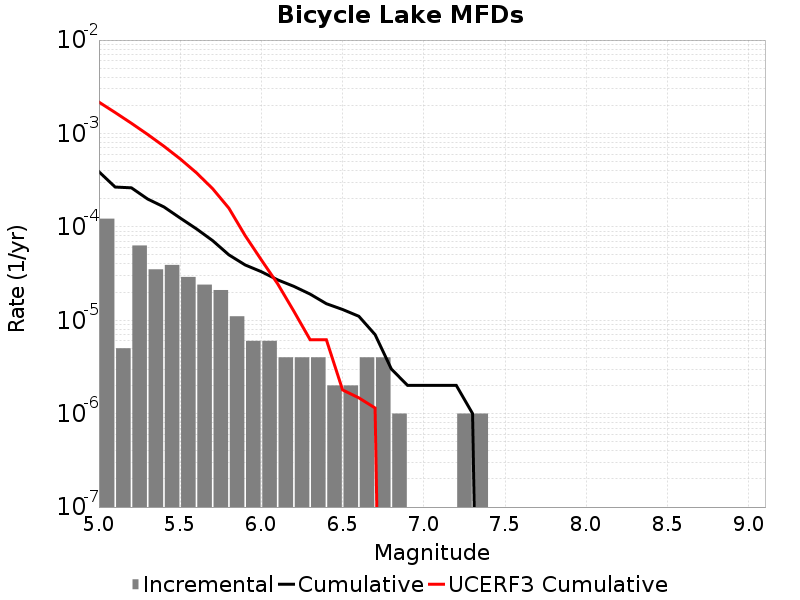 Bicycle Lake MFDs
10-2
10-3
10-4
10-5
10-6
10-7
Rate (1/yr)
5.0 5.5 6.0 6.5 7.0 7.5 8.0 8.5 9.0
Magnitude
Incremental Cumulative UCERF3 Cumulative